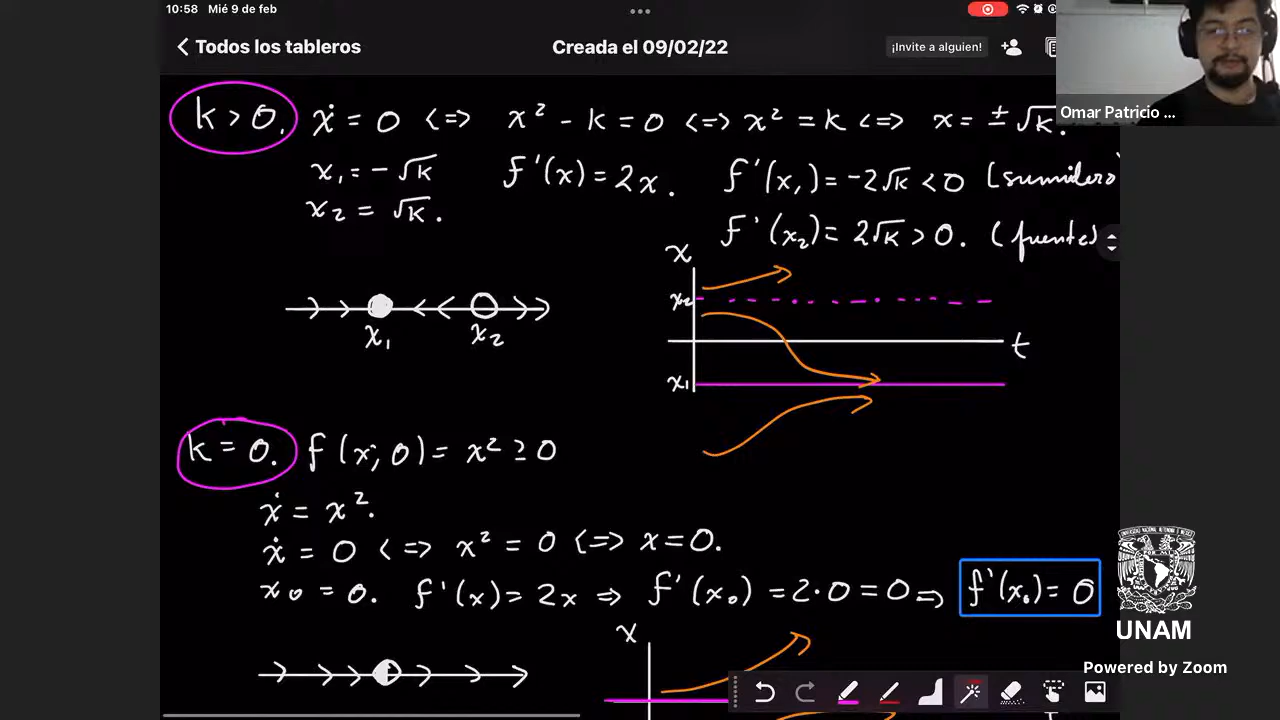 10:58 Mié 9 de feb
Todos los tableros
Creada el 09/02/22
¡Invite a alguien!
Omar Patricio ...
k > 0. ẋ = 0 <=> x² - k = 0 <=> x² = k <=> x = ± √k.
x₁ = - √k f'(x) = 2x. f'(x₁) = -2√k < 0 (sumidero)
x₂ = √k. f'(x₂) = 2√k > 0. (fuente)
x
x₂
x₁ x₂
t
x₁
k = 0. f(x; 0) = x² ≥ 0
ẋ = x².
ẋ = 0 <=> x² = 0 <=> x = 0.
x₀ = 0. f'(x) = 2x => f'(x₀) = 2·0 = 0 => f'(x₀) = 0
x
UNAM
Powered by Zoom